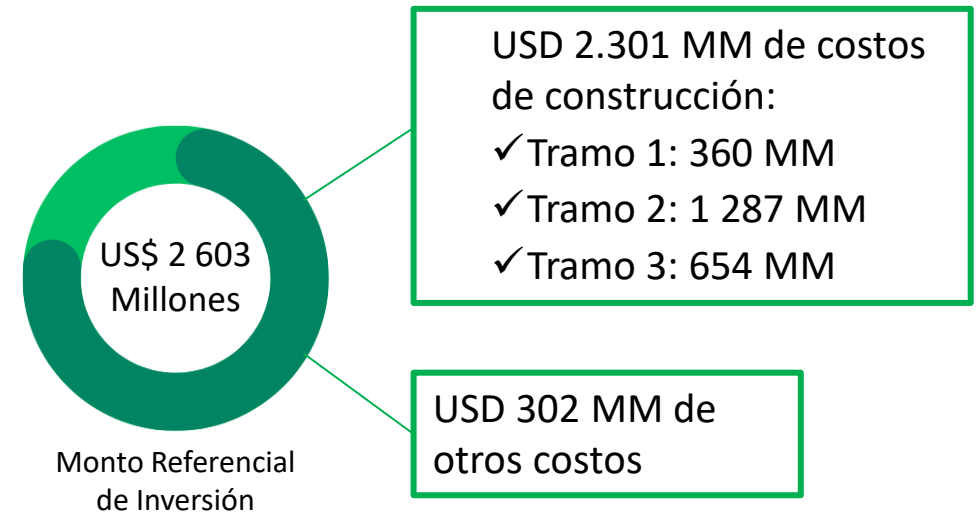 USD 2.301 MM de costos
de construcción:
✓Tramo 1: 360 MM
✓Tramo 2: 1 287 MM
✓Tramo 3: 654 MM
US$ 2 603
Millones
USD 302 MM de
otros costos
Monto Referencial
de Inversión